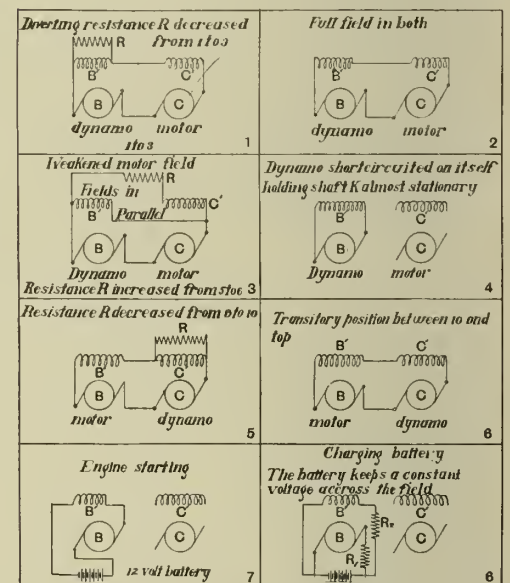 Diverting resistance R decreased
from 1 to 3
R
B'
C'
B
C
dynamo motor
1 to 3
1
Full field in both
B'
C'
B
C
dynamo motor
2
Weakened motor field
R
Fields in
Parallel
B'
C'
B
C
Dynamo motor
Resistance R increased from 3 to 6
3
Dynamo shortcircuited on itself
holding shaft K almost stationary
B'
C'
B
C
Dynamo motor
4
Resistance R decreased from 6 to 10
R
B'
C'
B
C
motor dynamo
5
Transitory position between 10 and
top
B'
C'
B
C
motor dynamo
6
Engine starting
B'
C'
B
C
12 volt battery
7
Charging battery
The battery keeps a constant
voltage accross the field
B'
C'
B
C
8